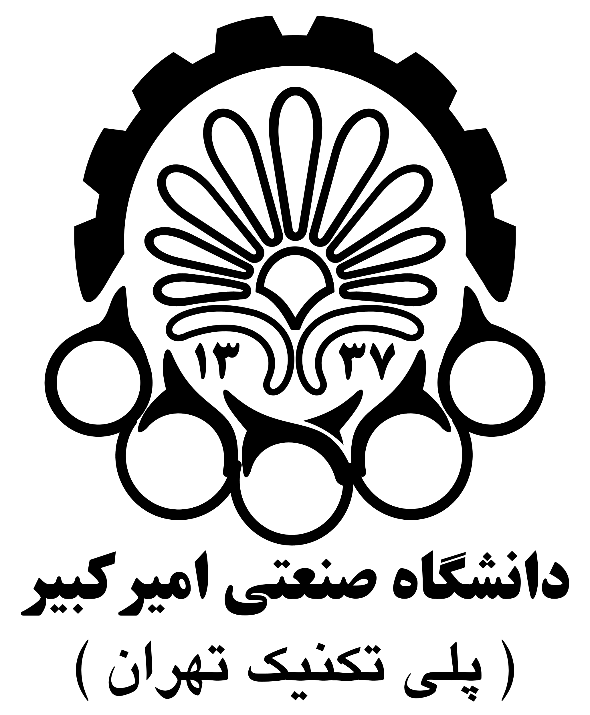 ۱۳ ۳۷
دانشگاه صنعتی امیرکبیر
( پلی تکنیک تهران )